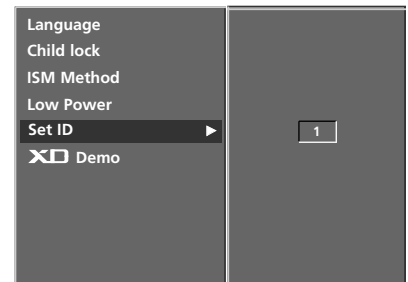 Language
Child lock
ISM Method
Low Power
Set ID ► 1
XD Demo